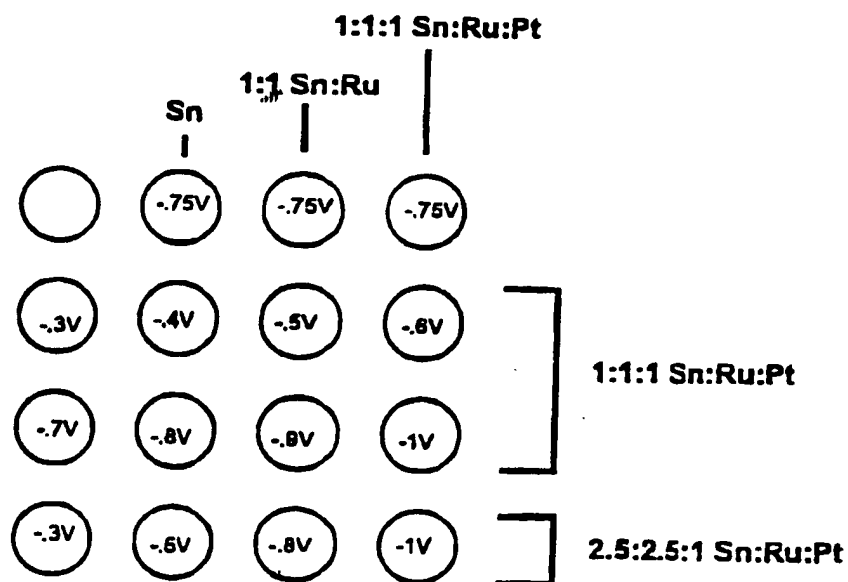 1:1:1 Sn:Ru:Pt
1:1 Sn:Ru
Sn
-.75V -.75V -.75V
-.3V -.4V -.5V -.6V
1:1:1 Sn:Ru:Pt
-.7V -.8V -.9V -1V
-.3V -.5V -.8V -1V
2.5:2.5:1 Sn:Ru:Pt